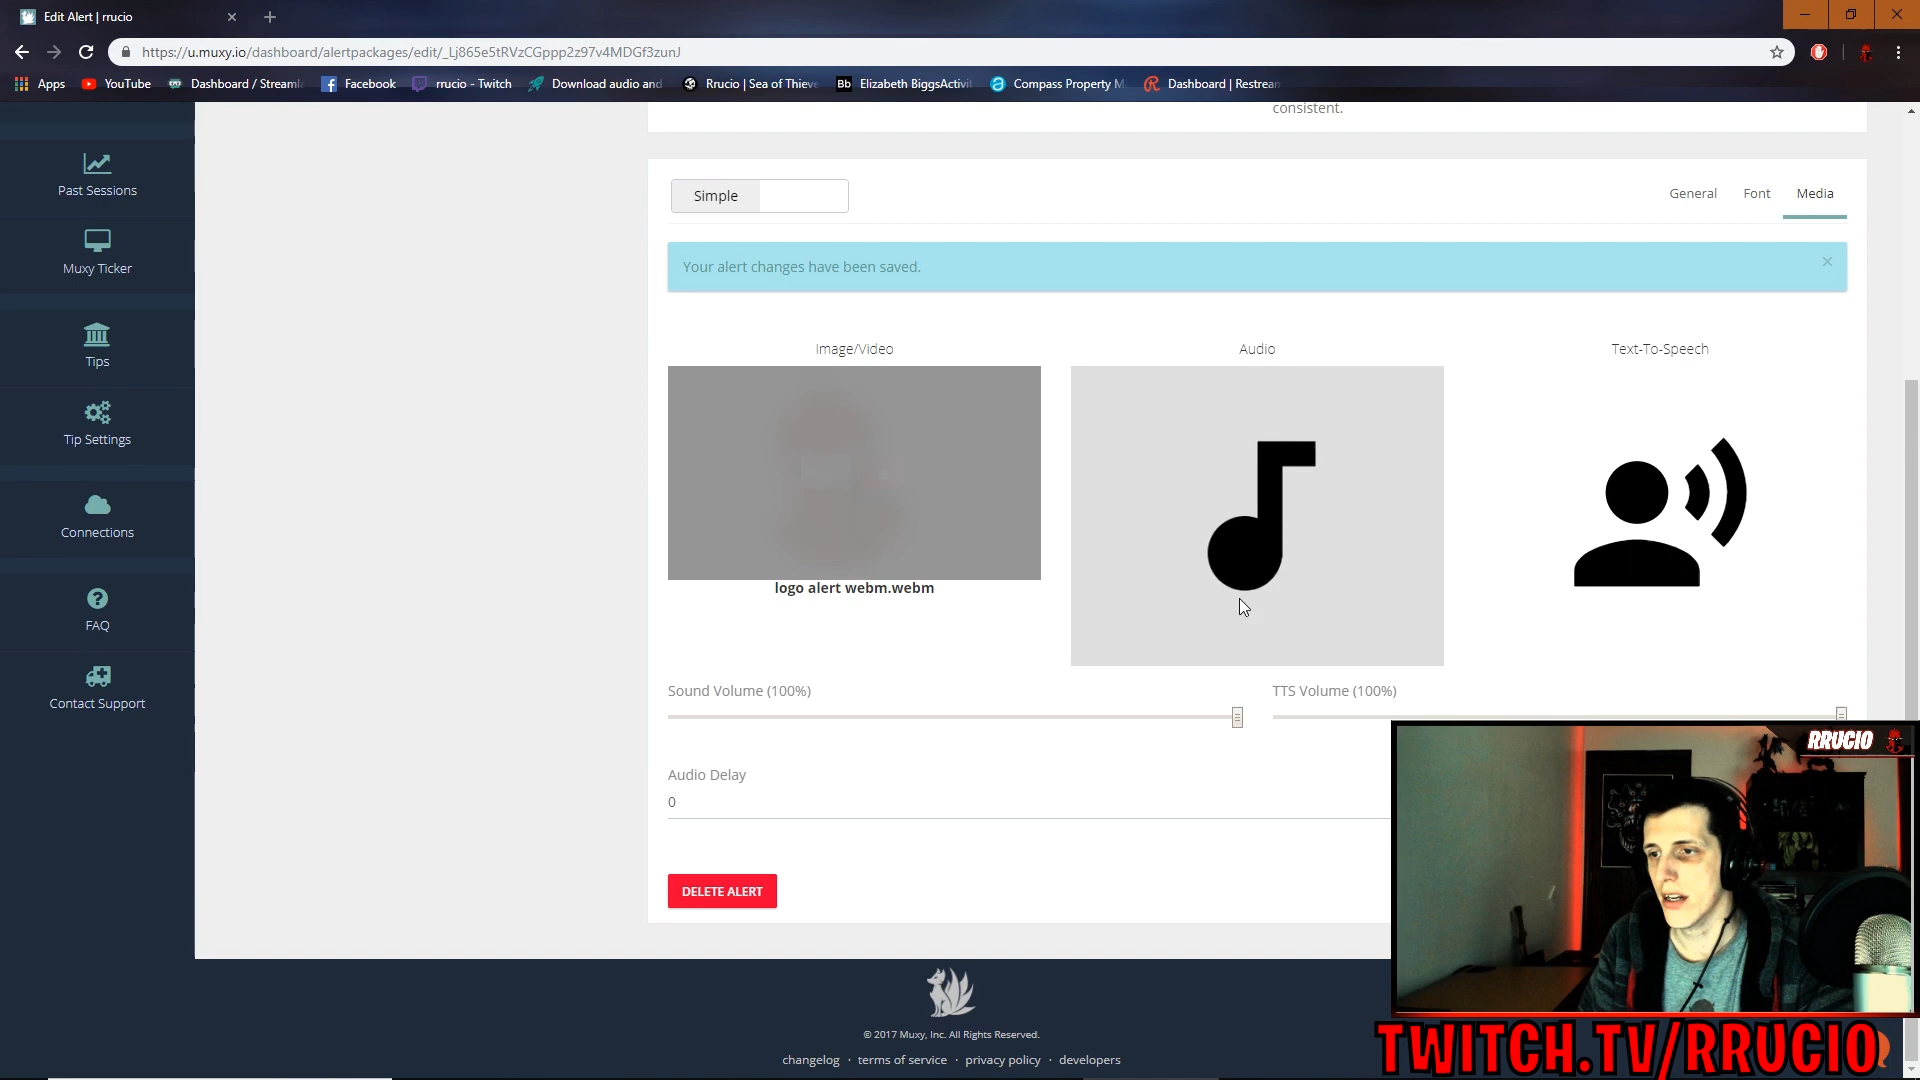 Edit Alert | rrucio
https://u.muxy.io/dashboard/alertpackages/edit/_Lj865e5tRVzCGppp2z97v4MDGf3zunJ
Apps
YouTube
Dashboard / Streamla
Facebook
rrucio - Twitch
Download audio and
Rrucio | Sea of Thieve
Bb
Elizabeth BiggsActivit
Compass Property M
Dashboard | Restream
consistent.
Past Sessions
Muxy Ticker
Tips
Tip Settings
Connections
FAQ
Contact Support
Simple
General
Font
Media
Your alert changes have been saved.
Image/Video
Audio
Text-To-Speech
logo alert webm.webm
Sound Volume (100%)
TTS Volume (100%)
Audio Delay
0
DELETE ALERT
RRUCIO
© 2017 Muxy, Inc. All Rights Reserved.
changelog · terms of service · privacy policy · developers
TWITCH.TV/RRUCIO